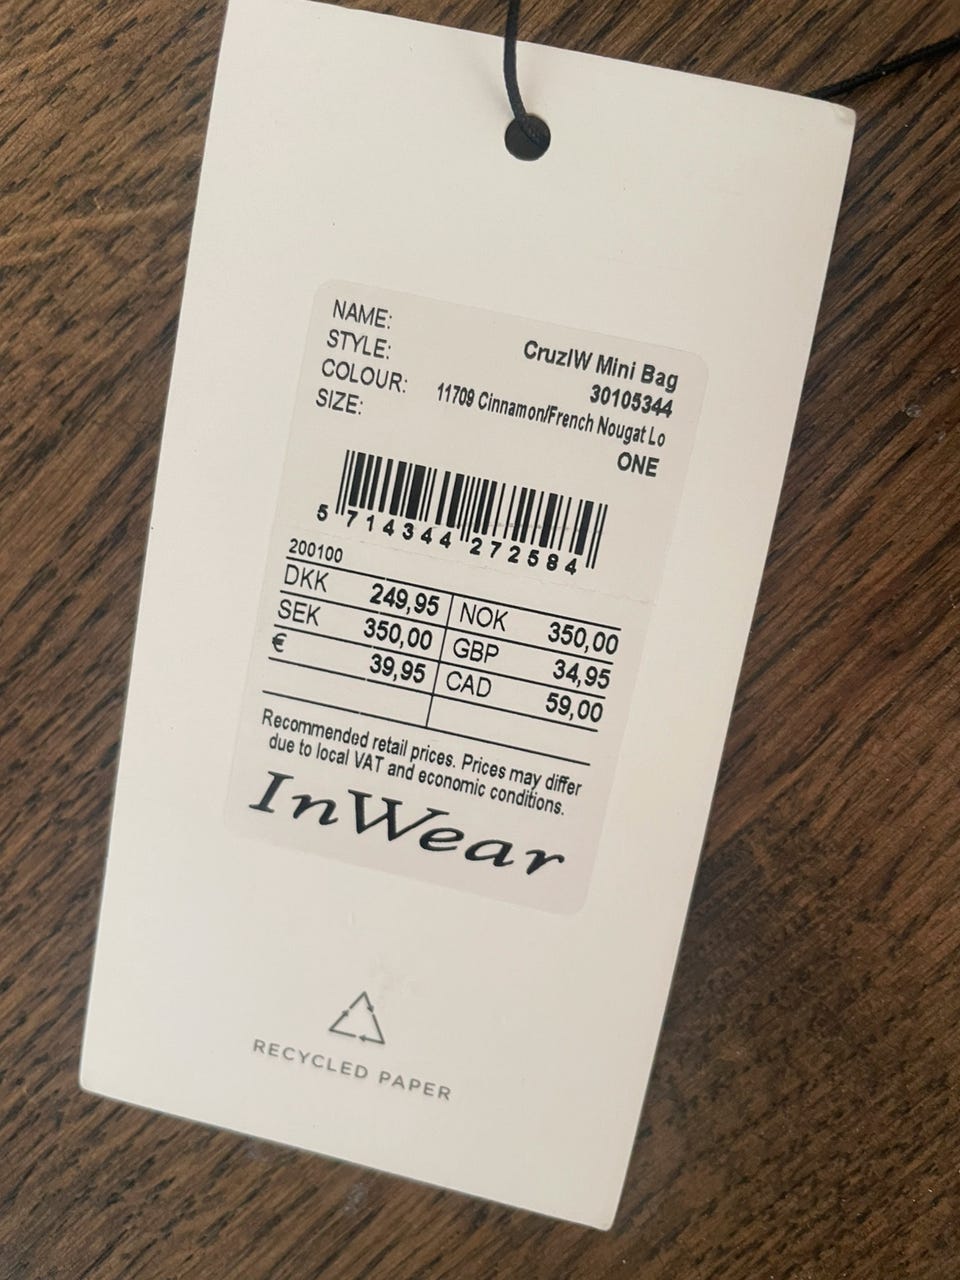 NAME: CruzIW Mini Bag
STYLE: 30105344
COLOUR: 11709 Cinnamon/French Nougat Lo
SIZE: ONE
5 714344 272584
200100
DKK 249,95 NOK 350,00
SEK 350,00 GBP 34,95
€ 39,95 CAD 59,00
Recommended retail prices. Prices may differ
due to local VAT and economic conditions.
InWear
RECYCLED PAPER